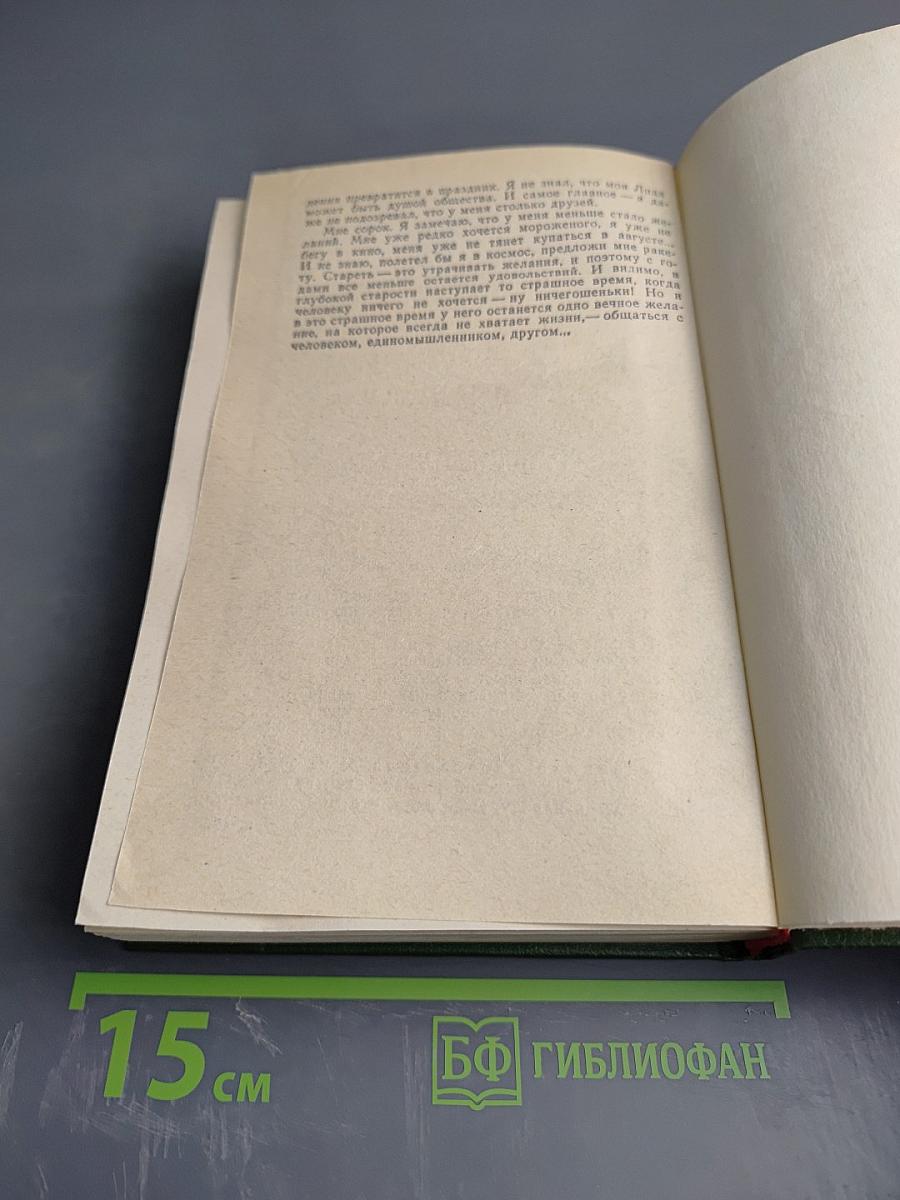 рения превратится в праздник. Я не знал, что моя Лида
может быть душой общества. И самое главное — я да-
же не подозревал, что у меня столько друзей.
Мне сорок. Я замечаю, что у меня меньше стало же-
ланий. Мне уже редко хочется мороженого, я уже не
бегу в кино, меня уже не тянет купаться в августе...
И не знаю, полетел бы я в космос, предложи мне раке-
ту. Стареть — это утрачивать желания, и поэтому с го-
дами все меньше остается удовольствий. И видимо, в
глубокой старости наступает то страшное время, когда
человеку ничего не хочется — ну ничегошеньки! Но и
в это страшное время у него останется одно вечное жела-
ние, на которое всегда не хватает жизни, — общаться с
человеком, единомышленником, другом...
15 см
БФ ГИБЛИОФАН